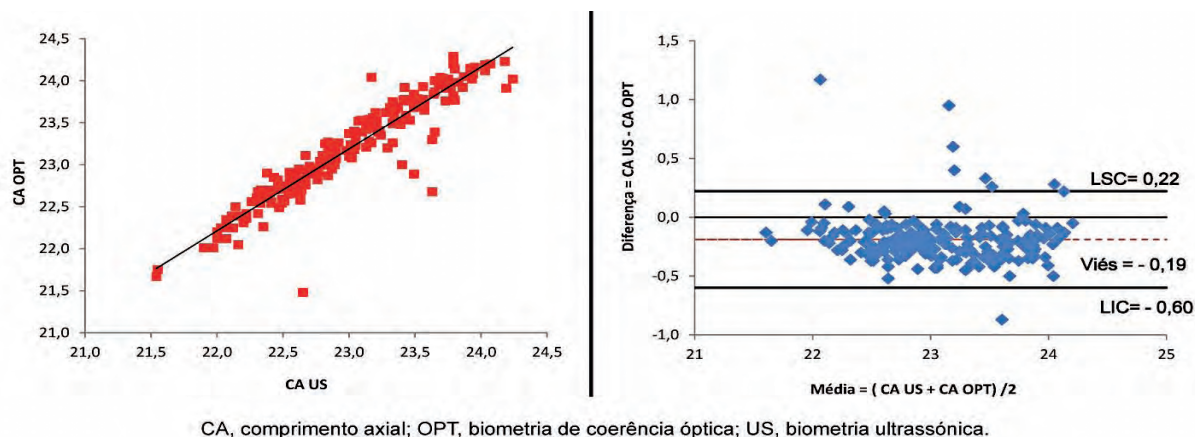 24,5
24,0
23,5
23,0
22,5
22,0
21,5
21,0
CA OPT
21,0 21,5 22,0 22,5 23,0 23,5 24,0 24,5
CA US
1,5
1,0
0,5
0,0
-0,5
-1,0
Diferença = CA US - CA OPT
LSC= 0,22
Viés = - 0,19
LIC= - 0,60
21 22 23 24 25
Média = ( CA US + CA OPT) /2
CA, comprimento axial; OPT, biometria de coerência óptica; US, biometria ultrassónica.